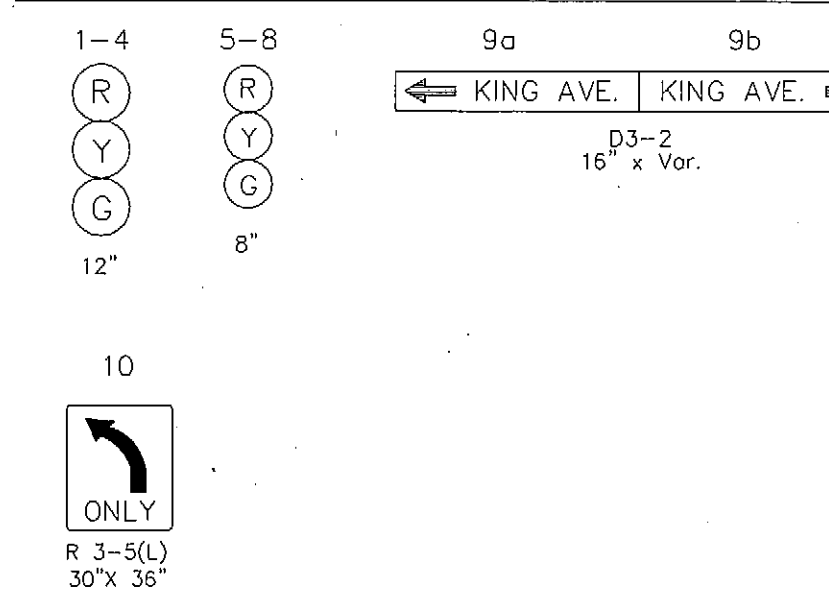 1-4
R
Y
G
12"
5-8
R
Y
G
8"
9a 9b
KING AVE. KING AVE.
D3-2
16" x Var.
10
ONLY
R 3-5(L)
30"X 36"